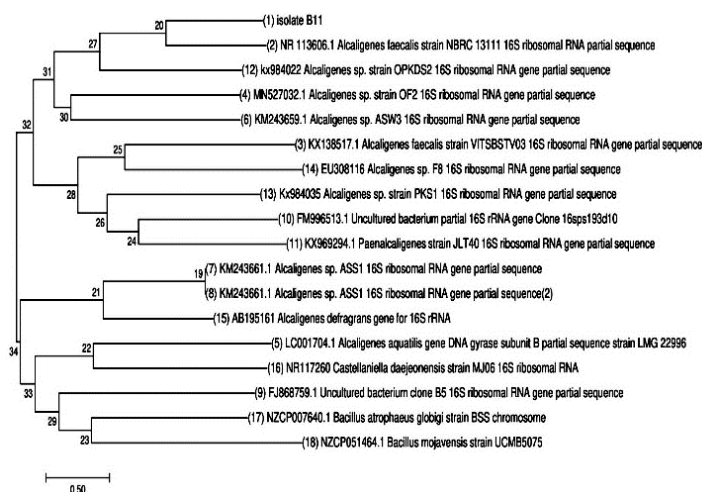 (1) isolate B11
20
(2) NR 113606.1 Alcaligenes faecalis strain NBRC 13111 16S ribosomal RNA partial sequence
27
(12) kx984022 Alcaligenes sp. strain OPKDS2 16S ribosomal RNA gene partial sequence
31
(4) MN527032.1 Alcaligenes sp. strain OF2 16S ribosomal RNA gene partial sequence
30
(6) KM243659.1 Alcaligenes sp. ASW3 16S ribosomal RNA gene partial sequence
32
(3) KX138517.1 Alcaligenes faecalis strain VITSBSTV03 16S ribosomal RNA gene partial sequence
25
(14) EU308116 Alcaligenes sp. F8 16S ribosomal RNA gene partial sequence
28
(13) Kx984035 Alcaligenes sp. strain PKS1 16S ribosomal RNA gene partial sequence
26
(10) FM996513.1 Uncultured bacterium partial 16S rRNA gene Clone 16sps193d10
24
(11) KX969294.1 Paenalcaligenes strain JLT40 16S ribosomal RNA gene partial sequence
(7) KM243661.1 Alcaligenes sp. ASS1 16S ribosomal RNA gene partial sequence
19
(8) KM243661.1 Alcaligenes sp. ASS1 16S ribosomal RNA gene partial sequence(2)
21
(15) AB195161 Alcaligenes defragrans gene for 16S rRNA
34
(5) LC001704.1 Alcaligenes aquatilis gene DNA gyrase subunit B partial sequence strain LMG 22996
22
(16) NR117260 Castellaniella daejeonensis strain MJ06 16S ribosomal RNA
33
(9) FJ868759.1 Uncultured bacterium clone B5 16S ribosomal RNA gene partial sequence
29
(17) NZCP007640.1 Bacillus atrophaeus globigi strain BSS chromosome
23
(18) NZCP051464.1 Bacillus mojavensis strain UCMB5075
0.50